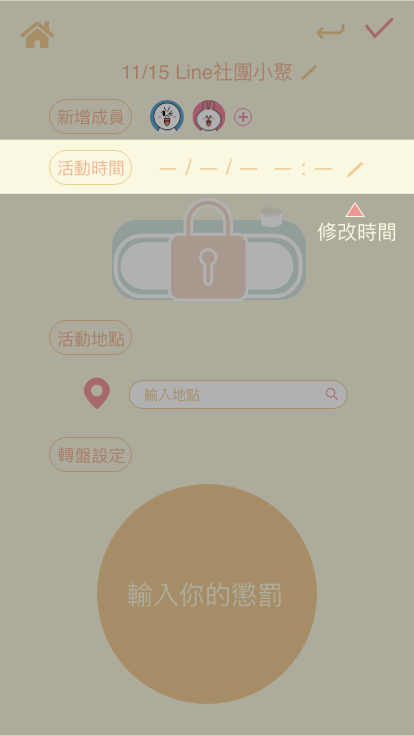 11/15 Line社團小聚
新增成員
活動時間 — / — / — — : —
修改時間
活動地點
輸入地點
轉盤設定
輸入你的懲罰